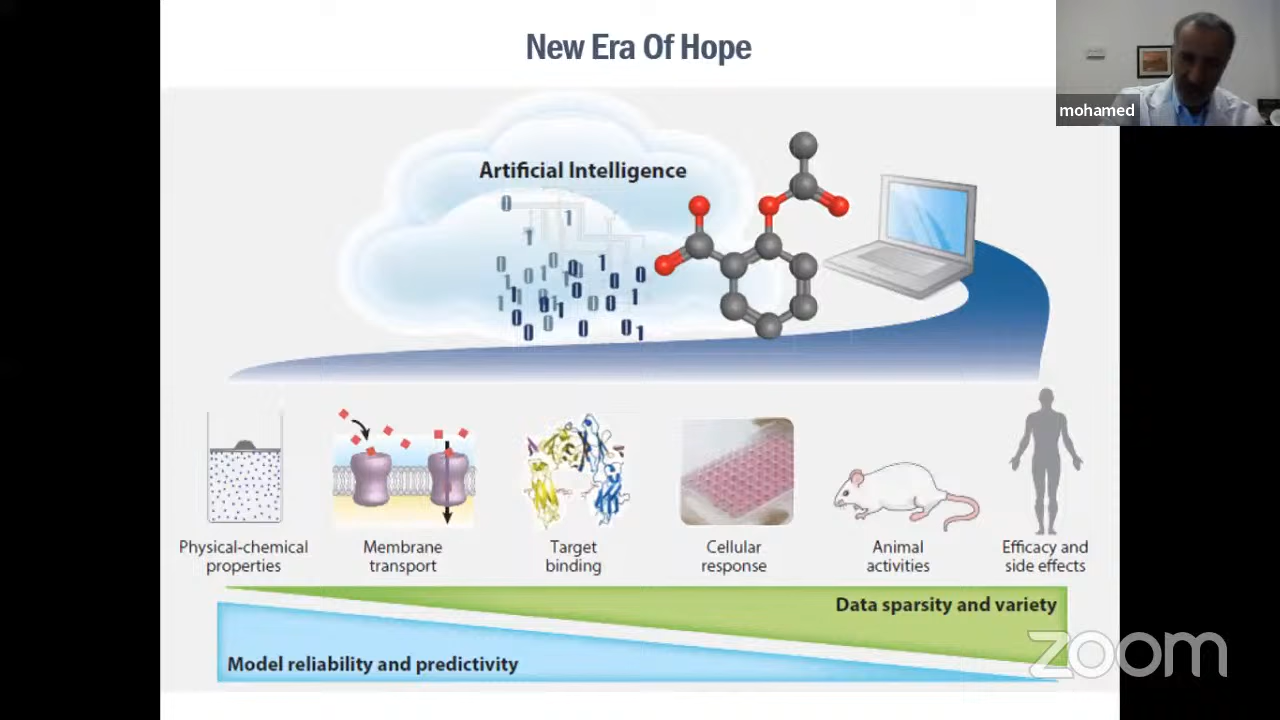 New Era Of Hope
mohamed
Artificial Intelligence
Physical-chemical
properties
Membrane
transport
Target
binding
Cellular
response
Animal
activities
Efficacy and
side effects
Data sparsity and variety
Model reliability and predictivity
zoom